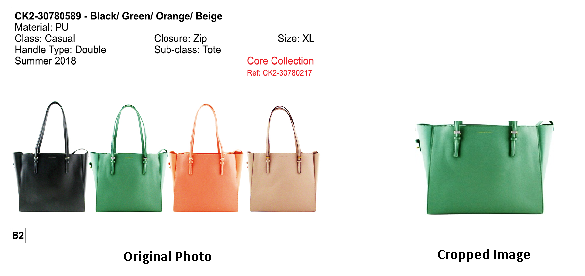 CK2-30780589 - Black/ Green/ Orange/ Beige
Material: PU
Class: Casual Closure: Zip Size: XL
Handle Type: Double Sub-class: Tote
Summer 2018 Core Collection
Ref: CK2-30780217
B2
Original Photo
Cropped Image